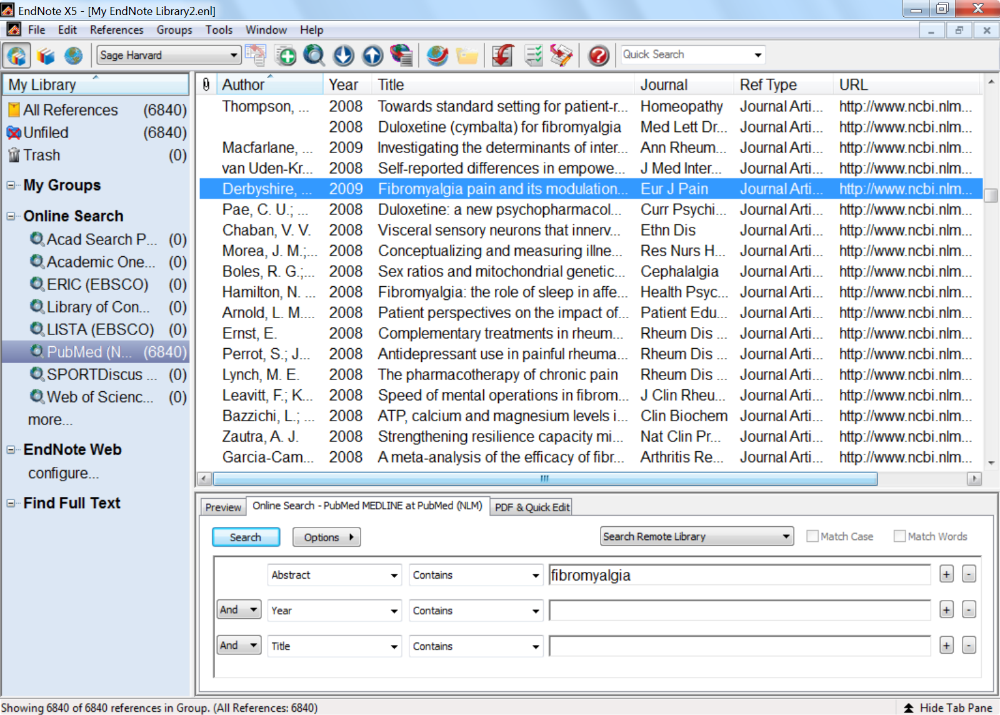 EndNote X5 - [My EndNote Library2.enl]
File Edit References Groups Tools Window Help
Sage Harvard
Quick Search
My Library
All References (6840)
Unfiled (6840)
Trash (0)
My Groups
Online Search
Acad Search P... (0)
Academic One... (0)
ERIC (EBSCO) (0)
Library of Con... (0)
LISTA (EBSCO) (0)
PubMed (N... (6840)
SPORTDiscus ... (0)
Web of Scienc... (0)
more...
EndNote Web
configure...
Find Full Text
Author Year Title Journal Ref Type URL
Thompson, ... 2008 Towards standard setting for patient-r... Homeopathy Journal Arti... http://www.ncbi.nlm...
2008 Duloxetine (cymbalta) for fibromyalgia Med Lett Dr... Journal Arti... http://www.ncbi.nlm...
Macfarlane, ... 2009 Investigating the determinants of inter... Ann Rheum... Journal Arti... http://www.ncbi.nlm...
van Uden-Kr... 2008 Self-reported differences in empowe... J Med Inter... Journal Arti... http://www.ncbi.nlm...
Derbyshire, ... 2009 Fibromyalgia pain and its modulation... Eur J Pain Journal Arti... http://www.ncbi.nlm...
Pae, C. U.; ... 2008 Duloxetine: a new psychopharmacol... Curr Psychi... Journal Arti... http://www.ncbi.nlm...
Chaban, V. V. 2008 Visceral sensory neurons that innerv... Ethn Dis Journal Arti... http://www.ncbi.nlm...
Morea, J. M.;... 2008 Conceptualizing and measuring illne... Res Nurs H... Journal Arti... http://www.ncbi.nlm...
Boles, R. G.;... 2008 Sex ratios and mitochondrial genetic... Cephalalgia Journal Arti... http://www.ncbi.nlm...
Hamilton, N. ... 2008 Fibromyalgia: the role of sleep in affe... Health Psyc... Journal Arti... http://www.ncbi.nlm...
Arnold, L. M.... 2008 Patient perspectives on the impact of... Patient Edu... Journal Arti... http://www.ncbi.nlm...
Ernst, E. 2008 Complementary treatments in rheum... Rheum Dis ... Journal Arti... http://www.ncbi.nlm...
Perrot, S.; J... 2008 Antidepressant use in painful rheuma... Rheum Dis ... Journal Arti... http://www.ncbi.nlm...
Lynch, M. E. 2008 The pharmacotherapy of chronic pain Rheum Dis ... Journal Arti... http://www.ncbi.nlm...
Leavitt, F.; K... 2008 Speed of mental operations in fibrom... J Clin Rheu... Journal Arti... http://www.ncbi.nlm...
Bazzichi, L.; ... 2008 ATP, calcium and magnesium levels i... Clin Biochem Journal Arti... http://www.ncbi.nlm...
Zautra, A. J. 2008 Strengthening resilience capacity mi... Nat Clin Pr... Journal Arti... http://www.ncbi.nlm...
Garcia-Cam... 2008 A meta-analysis of the efficacy of fibr... Arthritis Re... Journal Arti... http://www.ncbi.nlm...
Preview Online Search - PubMed MEDLINE at PubMed (NLM) PDF & Quick Edit
Search Options Search Remote Library Match Case Match Words
Abstract Contains fibromyalgia + -
And Year Contains + -
And Title Contains + -
Showing 6840 of 6840 references in Group. (All References: 6840) Hide Tab Pane